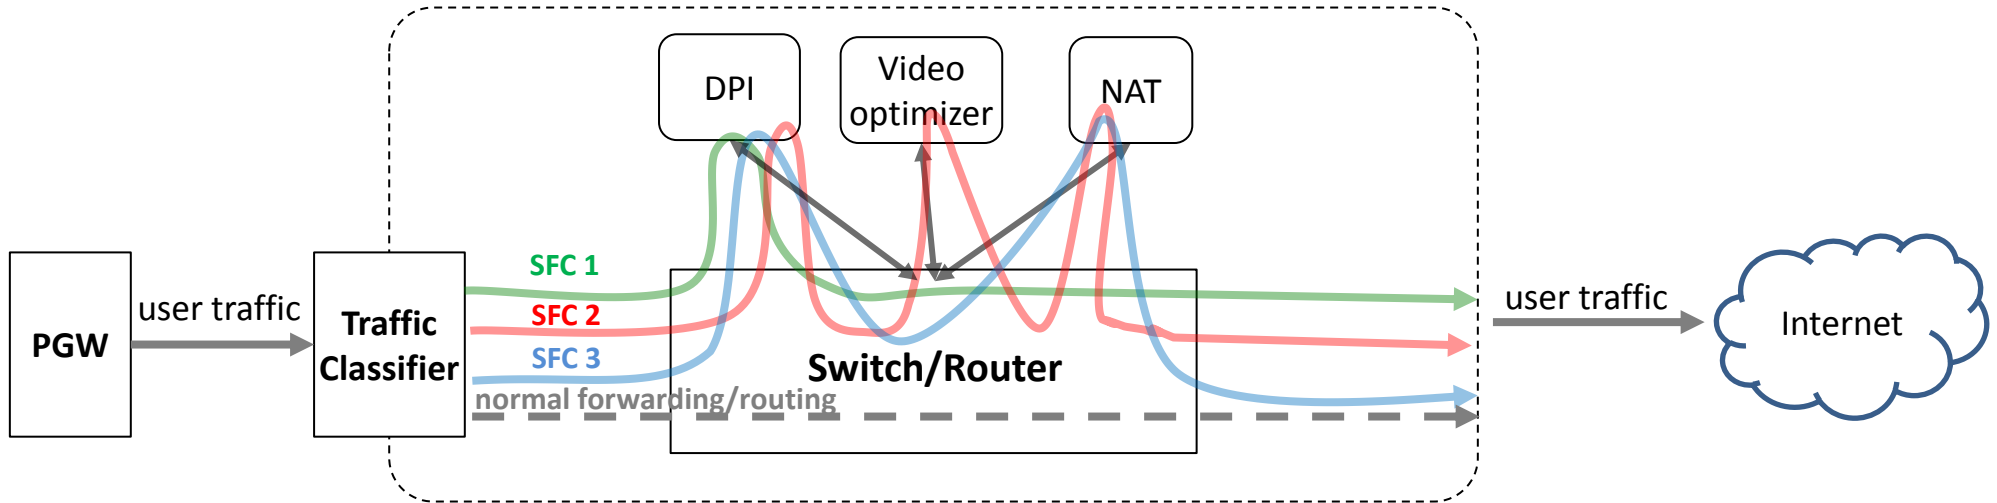 DPI
Video
optimizer
NAT
PGW
user traffic
Traffic
Classifier
SFC 1
SFC 2
SFC 3
normal forwarding/routing
Switch/Router
user traffic
Internet